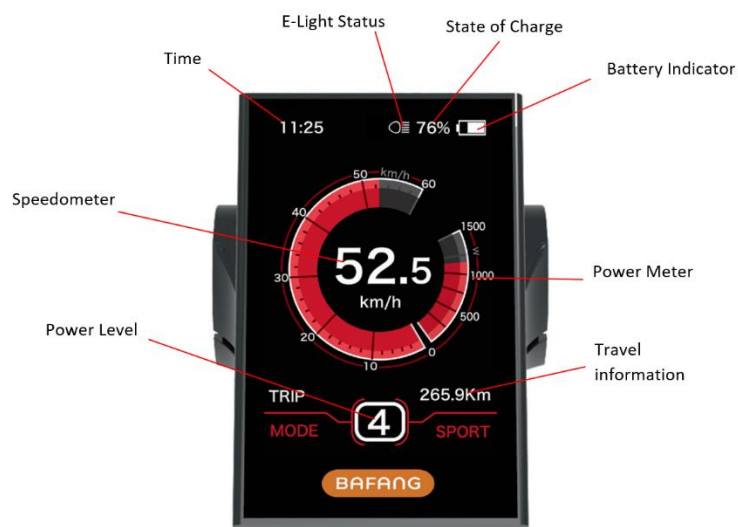 E-Light Status
State of Charge
Time
Battery Indicator
11:25
76%
50
km/h
60
40
1500
Speedometer
W
52.5
30
1000
Power Meter
km/h
500
Power Level
20
0
10
Travel
information
TRIP
265.9Km
4
MODE
SPORT
BAFANG